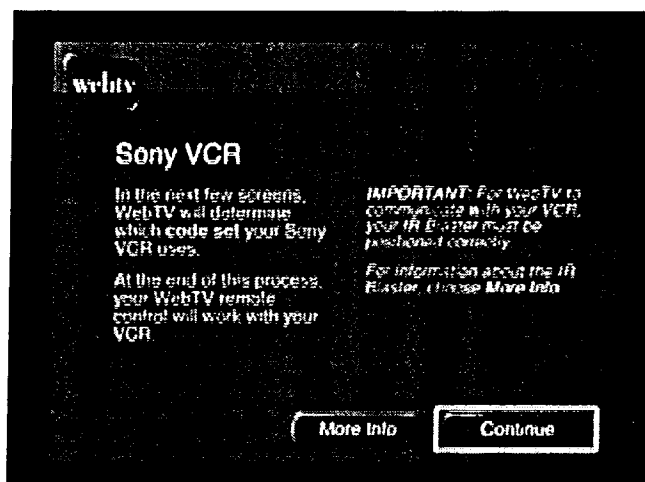 webtv
Sony VCR
In the next few screens,
WebTV will determine
which code set your Sony
VCR uses.
At the end of this process,
your WebTV remote
control will work with your
VCR.
IMPORTANT: For WebTV to
communicate with your VCR,
your IR Blaster must be
positioned correctly.
For information about the IR
Blaster, choose More Info.
More Info
Continue